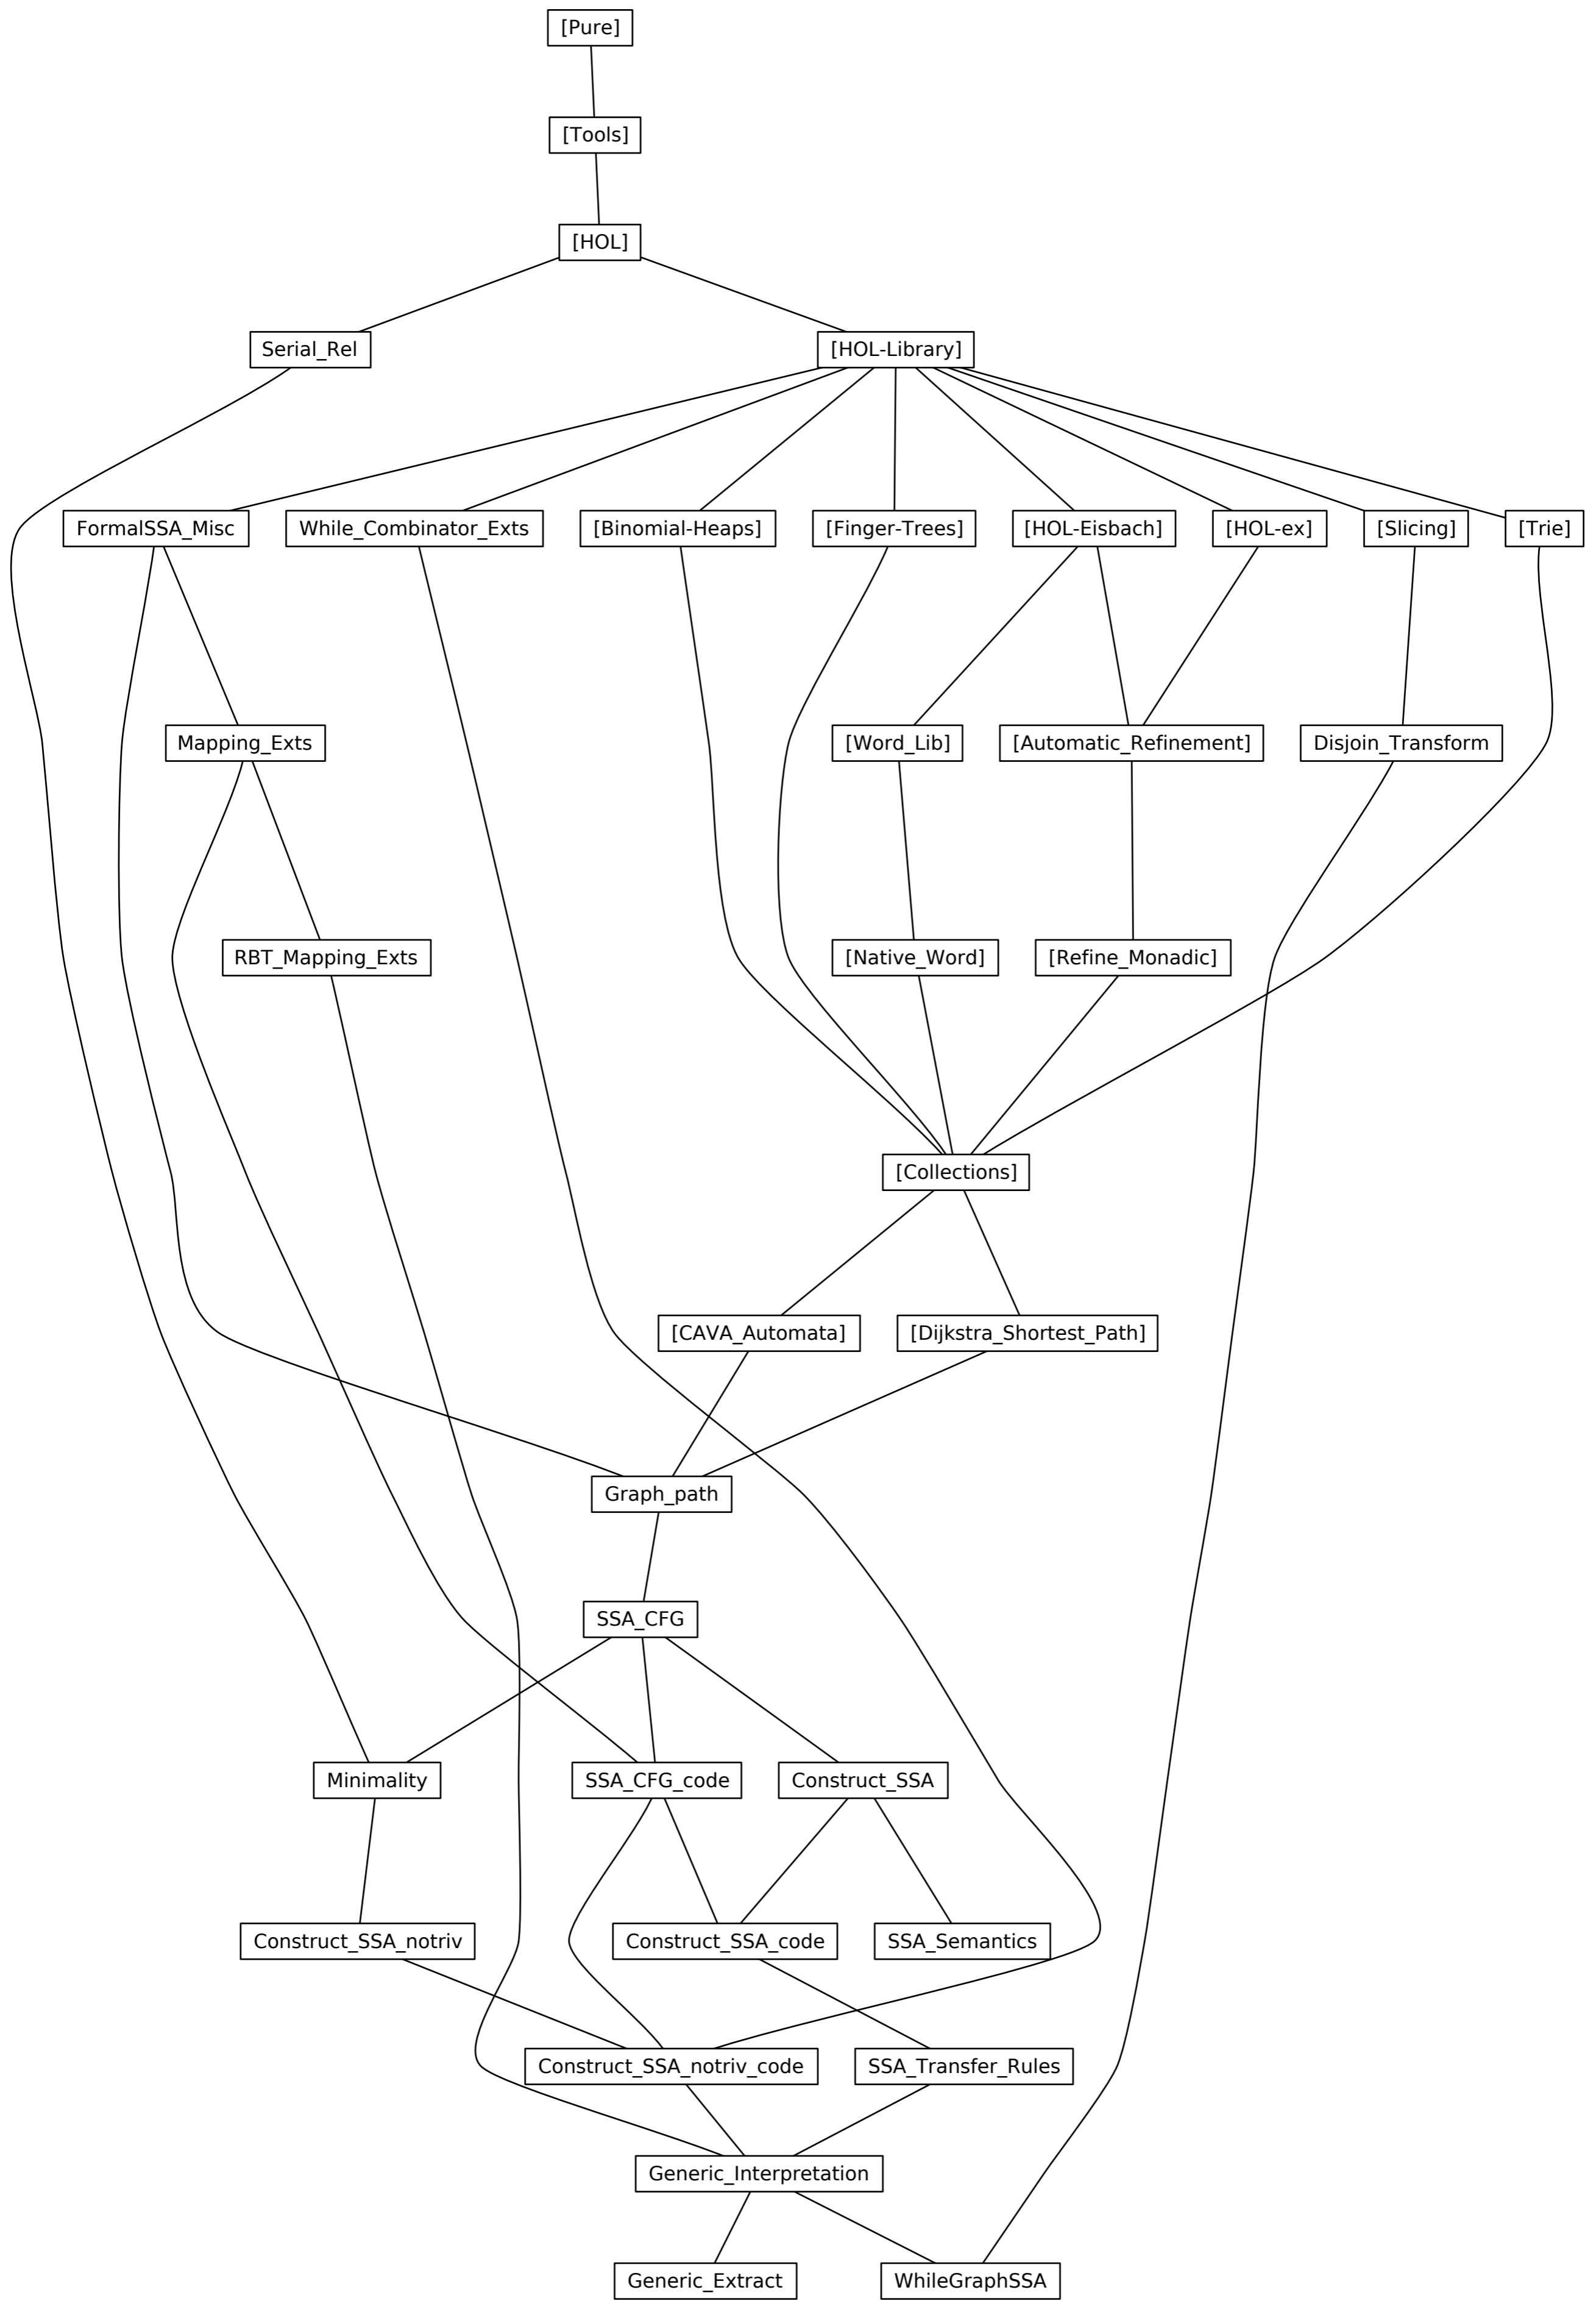 [Pure]
[Tools]
[HOL]
Serial_Rel
[HOL-Library]
FormalSSA_Misc
While_Combinator_Exts
[Binomial-Heaps]
[Finger-Trees]
[HOL-Eisbach]
[HOL-ex]
[Slicing]
[Trie]
Mapping_Exts
[Word_Lib]
[Automatic_Refinement]
Disjoin_Transform
RBT_Mapping_Exts
[Native_Word]
[Refine_Monadic]
[Collections]
[CAVA_Automata]
[Dijkstra_Shortest_Path]
Graph_path
SSA_CFG
Minimality
SSA_CFG_code
Construct_SSA
Construct_SSA_notriv
Construct_SSA_code
SSA_Semantics
Construct_SSA_notriv_code
SSA_Transfer_Rules
Generic_Interpretation
Generic_Extract
WhileGraphSSA